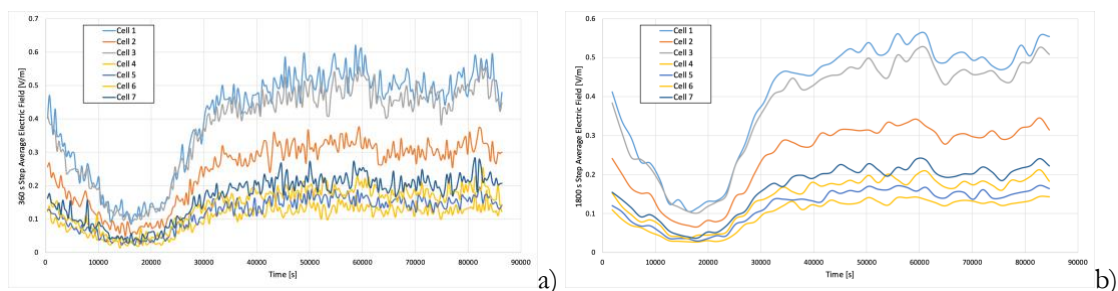 0.7
0.6
0.5
0.4
0.3
0.2
0.1
0
360 s Step Average Electric Field [V/m]
Cell 1
Cell 2
Cell 3
Cell 4
Cell 5
Cell 6
Cell 7
0 10000 20000 30000 40000 50000 60000 70000 80000 90000
Time [s]
a)
0.6
0.5
0.4
0.3
0.2
0.1
0
1800 s Step Average Electric Field [V/m]
Cell 1
Cell 2
Cell 3
Cell 4
Cell 5
Cell 6
Cell 7
0 10000 20000 30000 40000 50000 60000 70000 80000 90000
Time [s]
b)